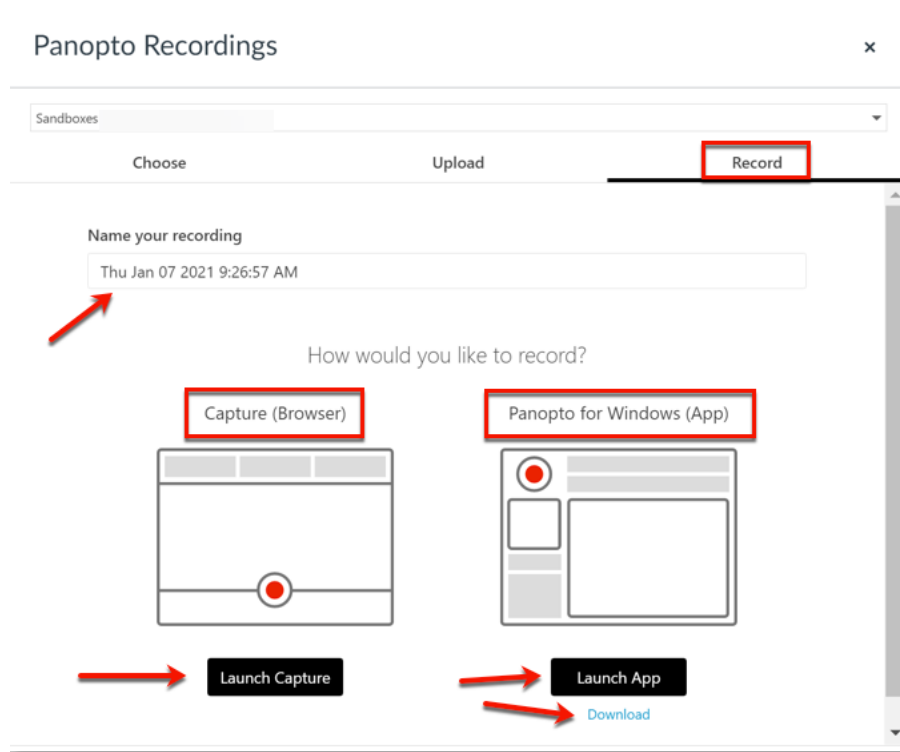 Panopto Recordings
×
Sandboxes
Choose Upload Record
Name your recording
Thu Jan 07 2021 9:26:57 AM
How would you like to record?
Capture (Browser) Panopto for Windows (App)
Launch Capture Launch App
Download